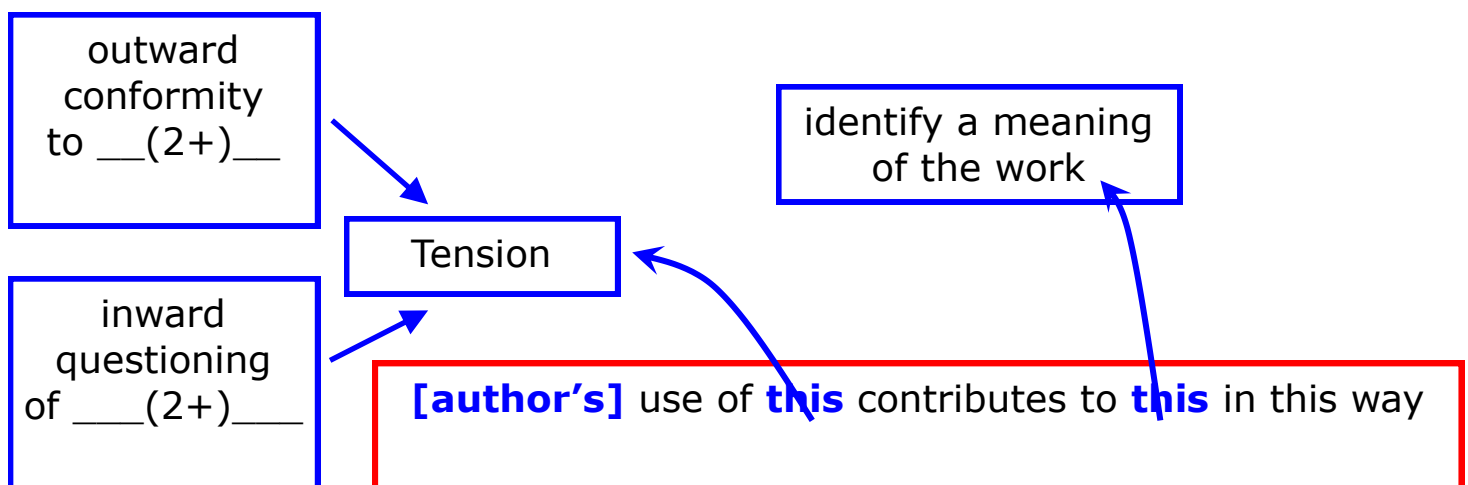 outward
conformity
to __(2+)__
identify a meaning
of the work
Tension
inward
questioning
of ___(2+)___
[author’s] use of this contributes to this in this way